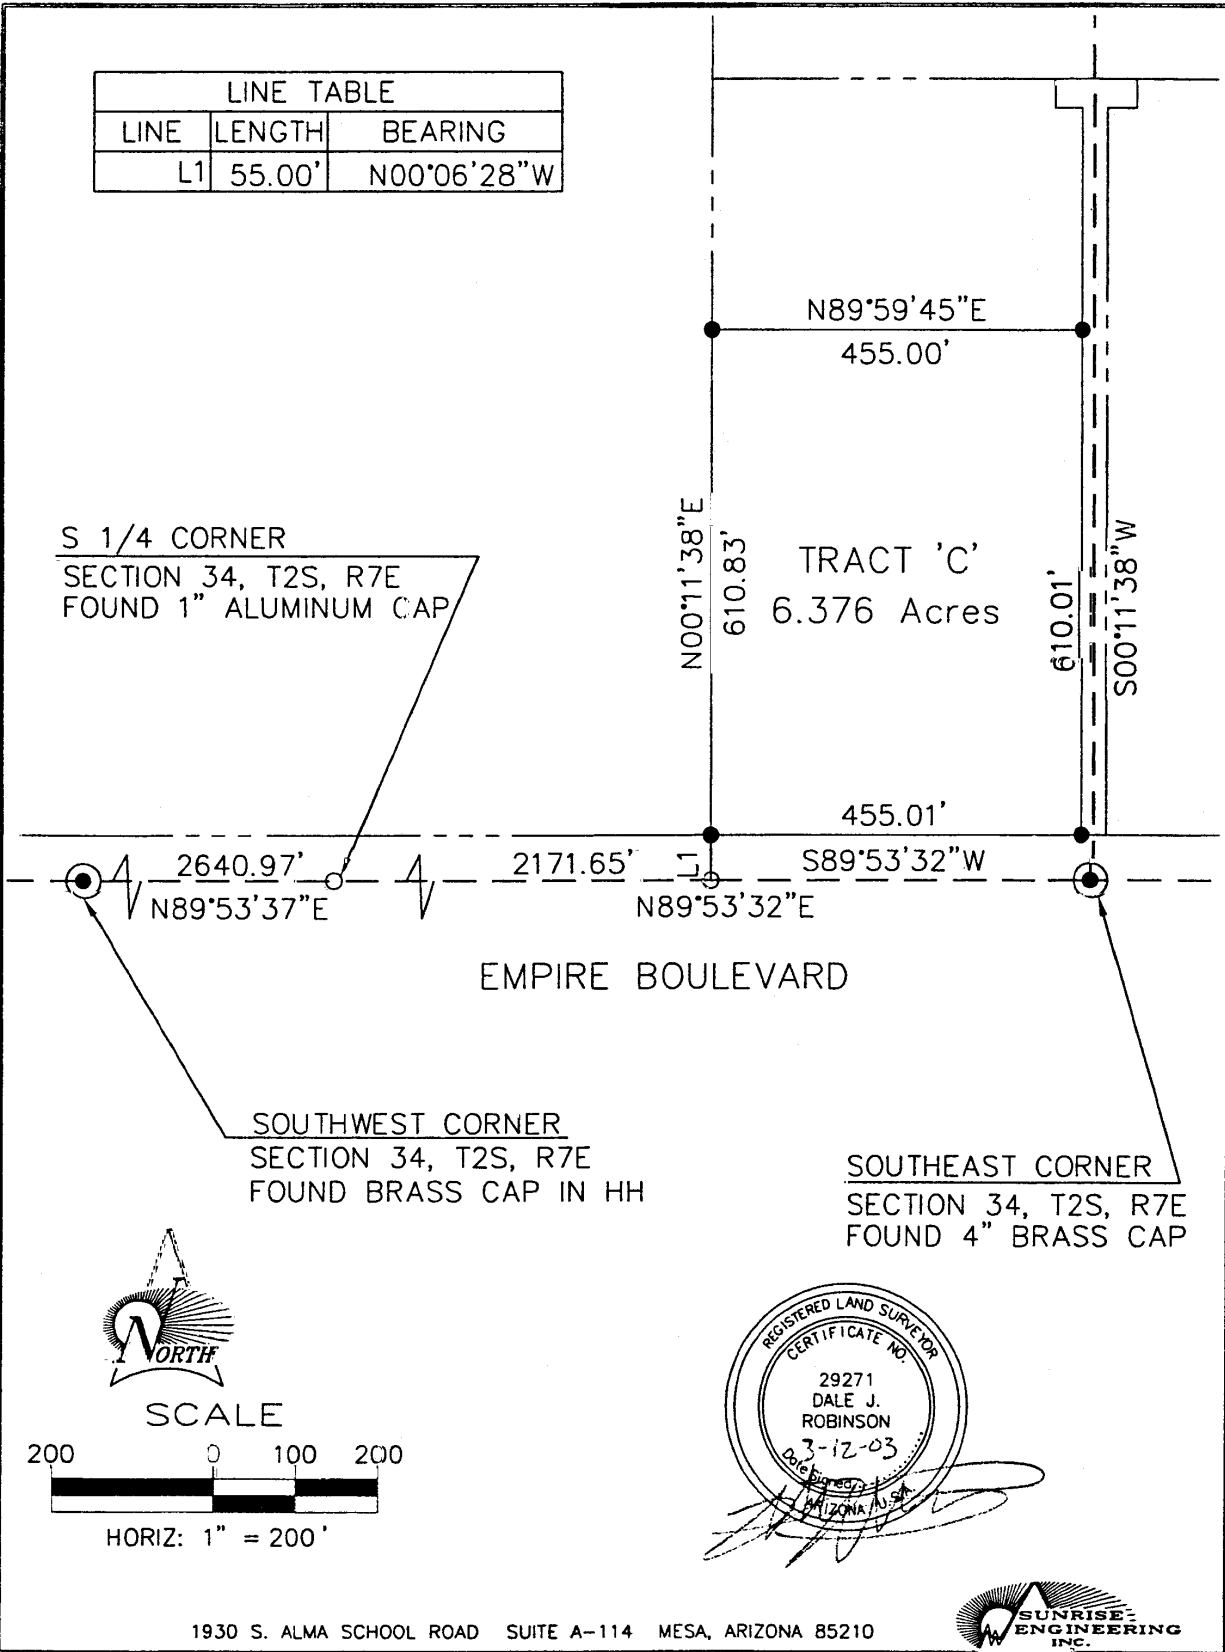 LINE TABLE
LINE LENGTH BEARING
L1 55.00' N00°06'28"W
N89°59'45"E
455.00'
S 1/4 CORNER
SECTION 34, T2S, R7E
FOUND 1" ALUMINUM CAP
N00°11'38"E
610.83'
TRACT 'C'
6.376 Acres
610.01'
S00°11'38"W
455.01'
2640.97'
2171.65'
L1
S89°53'32"W
N89°53'37"E
N89°53'32"E
EMPIRE BOULEVARD
SOUTHWEST CORNER
SECTION 34, T2S, R7E
FOUND BRASS CAP IN HH
SOUTHEAST CORNER
SECTION 34, T2S, R7E
FOUND 4" BRASS CAP
NORTH
SCALE
200 0 100 200
HORIZ: 1" = 200'
REGISTERED LAND SURVEYOR
CERTIFICATE NO.
29271
DALE J.
ROBINSON
3-12-03
Date Signed
ARIZONA, U.S.A.
1930 S. ALMA SCHOOL ROAD SUITE A-114 MESA, ARIZONA 85210
SUNRISE
ENGINEERING
INC.